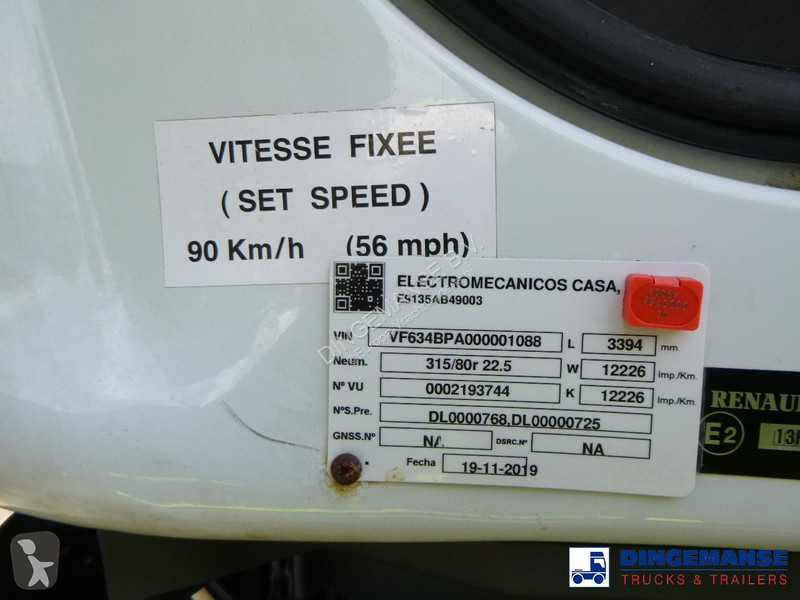 VITESSE FIXEE
( SET SPEED )
90 Km/h (56 mph)
ELECTROMECANICOS CASA,
E9135AB49003
VIN VF634BPA000001088 L 3394 mm.
Neum. 315/80r 22.5 W 12226 Imp./Km.
Nº VU 0002193744 K 12226 Imp./Km.
NºS.Pre. DL0000768,DL00000725
GNSS.Nº NA DSRC.Nº NA
Fecha 19-11-2019
RENAUL
E2
DINGEMANSE
TRUCKS & TRAILERS